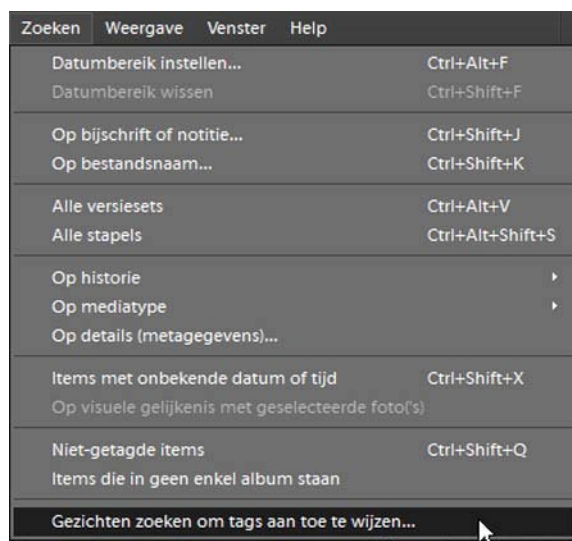 Zoeken Weergave Venster Help
Datumbereik instellen... Ctrl+Alt+F
Datumbereik wissen Ctrl+Shift+F
Op bijschrift of notitie... Ctrl+Shift+J
Op bestandsnaam... Ctrl+Shift+K
Alle versiesets Ctrl+Alt+V
Alle stapels Ctrl+Alt+Shift+S
Op historie
Op mediatype
Op details (metagegevens)...
Items met onbekende datum of tijd Ctrl+Shift+X
Op visuele gelijkenis met geselecteerde foto('s)
Niet-getagde items Ctrl+Shift+Q
Items die in geen enkel album staan
Gezichten zoeken om tags aan toe te wijzen...